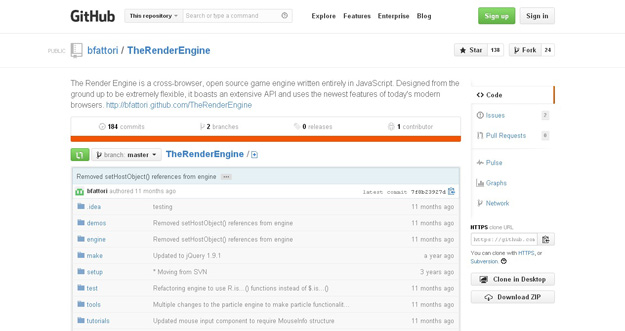 GitHub This repository Search or type a command Explore Features Enterprise Blog Sign up Sign in
PUBLIC bfattori / TheRenderEngine Star 138 Fork 24
The Render Engine is a cross-browser, open source game engine written entirely in JavaScript. Designed from the
ground up to be extremely flexible, it boasts an extensive API and uses the newest features of today's modern
browsers. http://bfattori.github.com/TheRenderEngine
184 commits 2 branches 0 releases 1 contributor
branch: master TheRenderEngine /
Removed setHostObject() references from engine
bfattori authored 11 months ago latest commit 7f0b23927d
.idea testing 11 months ago
demos Removed setHostObject() references from engine 11 months ago
engine Removed setHostObject() references from engine 11 months ago
make Updated to jQuery 1.9.1 a year ago
setup * Moving from SVN 3 years ago
test Refactoring engine to use R.is...() functions instead of $.is...() 11 months ago
tools Multiple changes to the particle engine to make particle functionalit... 11 months ago
tutorials Updated mouse input component to require MouseInfo structure 11 months ago
Code
Issues 2
Pull Requests
Pulse
Graphs
Network
HTTPS clone URL
https://github.com
You can clone with HTTPS, or
Subversion.
Clone in Desktop
Download ZIP